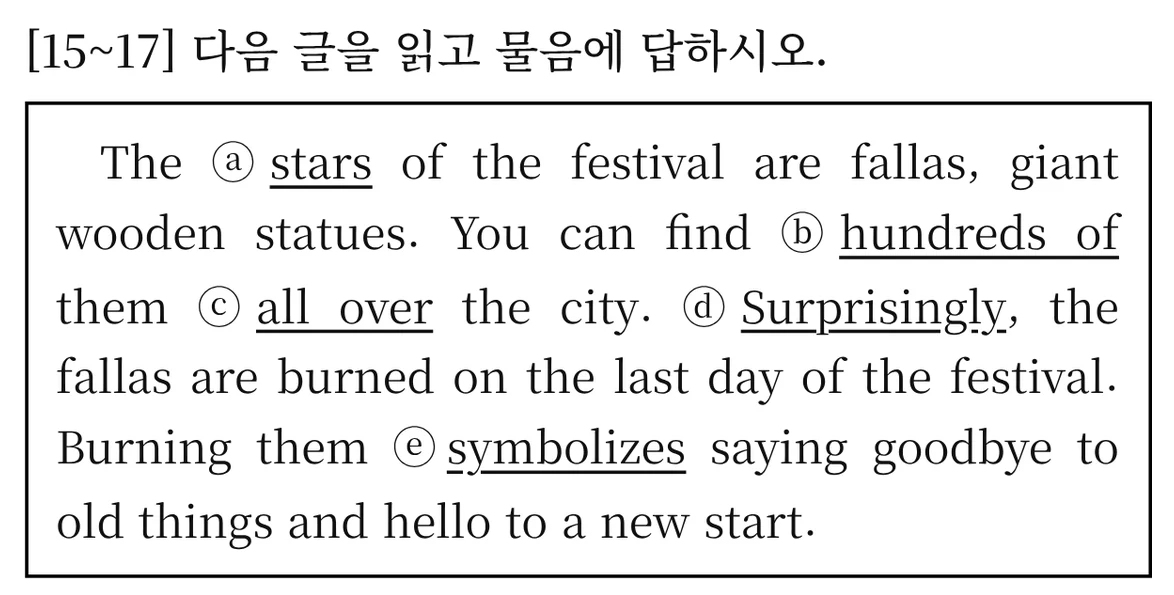 [15~17] 다음 글을 읽고 물음에 답하시오.
The ⓐ stars of the festival are fallas, giant
wooden statues. You can find ⓑ hundreds of
them ⓒ all over the city. ⓓ Surprisingly, the
fallas are burned on the last day of the festival.
Burning them ⓔ symbolizes saying goodbye to
old things and hello to a new start.